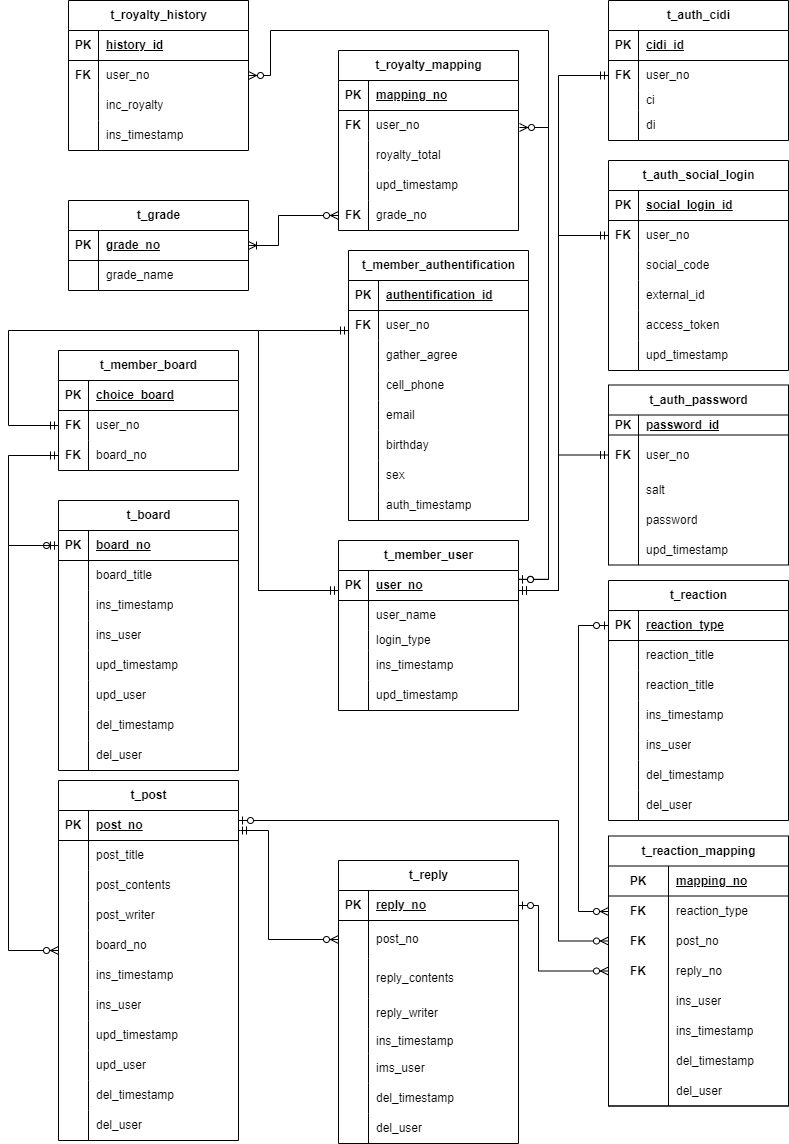 t_royalty_history
PK history_id
FK user_no
inc_royalty
ins_timestamp
t_royalty_mapping
PK mapping_no
FK user_no
royalty_total
upd_timestamp
FK grade_no
t_auth_cidi
PK cidi_id
FK user_no
ci
di
t_auth_social_login
PK social_login_id
FK user_no
social_code
external_id
access_token
upd_timestamp
t_grade
PK grade_no
grade_name
t_member_authentification
PK authentification_id
FK user_no
gather_agree
cell_phone
email
birthday
sex
auth_timestamp
t_member_board
PK choice_board
FK user_no
FK board_no
t_auth_password
PK password_id
FK user_no
salt
password
upd_timestamp
t_board
PK board_no
board_title
ins_timestamp
ins_user
upd_timestamp
upd_user
del_timestamp
del_user
t_member_user
PK user_no
user_name
login_type
ins_timestamp
upd_timestamp
t_reaction
PK reaction_type
reaction_title
reaction_title
ins_timestamp
ins_user
del_timestamp
del_user
t_post
PK post_no
post_title
post_contents
post_writer
board_no
ins_timestamp
ins_user
upd_timestamp
upd_user
del_timestamp
del_user
t_reply
PK reply_no
post_no
reply_contents
reply_writer
ins_timestamp
ims_user
del_timestamp
del_user
t_reaction_mapping
PK mapping_no
FK reaction_type
FK post_no
FK reply_no
ins_user
ins_timestamp
del_timestamp
del_user